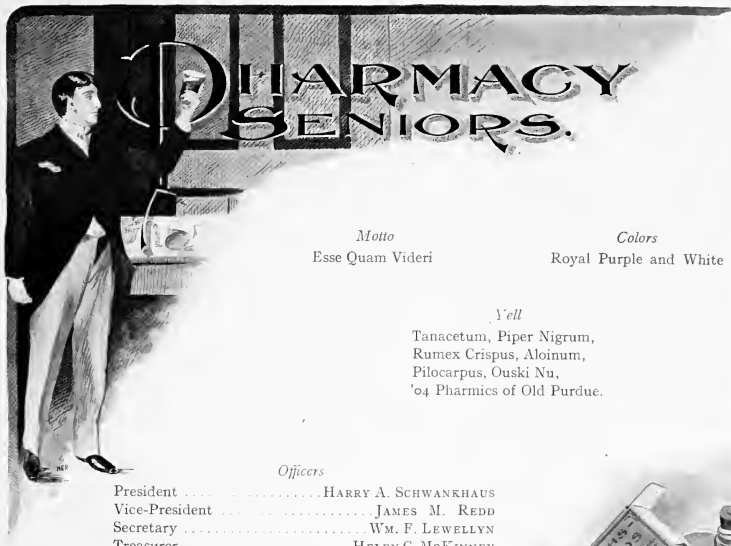 PHARMACY
SENIORS.
Motto
Esse Quam Videri
Colors
Royal Purple and White
Yell
Tanacetum, Piper Nigrum,
Rumex Crispus, Aloinum,
Pilocarpus, Ouski Nu,
'04 Pharmics of Old Purdue.
Officers
President . . . . . . . . . . . . . . . . . . . HARRY A. SCHWANKHAUS
Vice-President . . . . . . . . . . . . . . . . . . . . . JAMES M. REDD
Secretary . . . . . . . . . . . . . . . . . . . . . . . . WM. F. LEWELLYN
Treasurer HELEN C. MCKINNEY